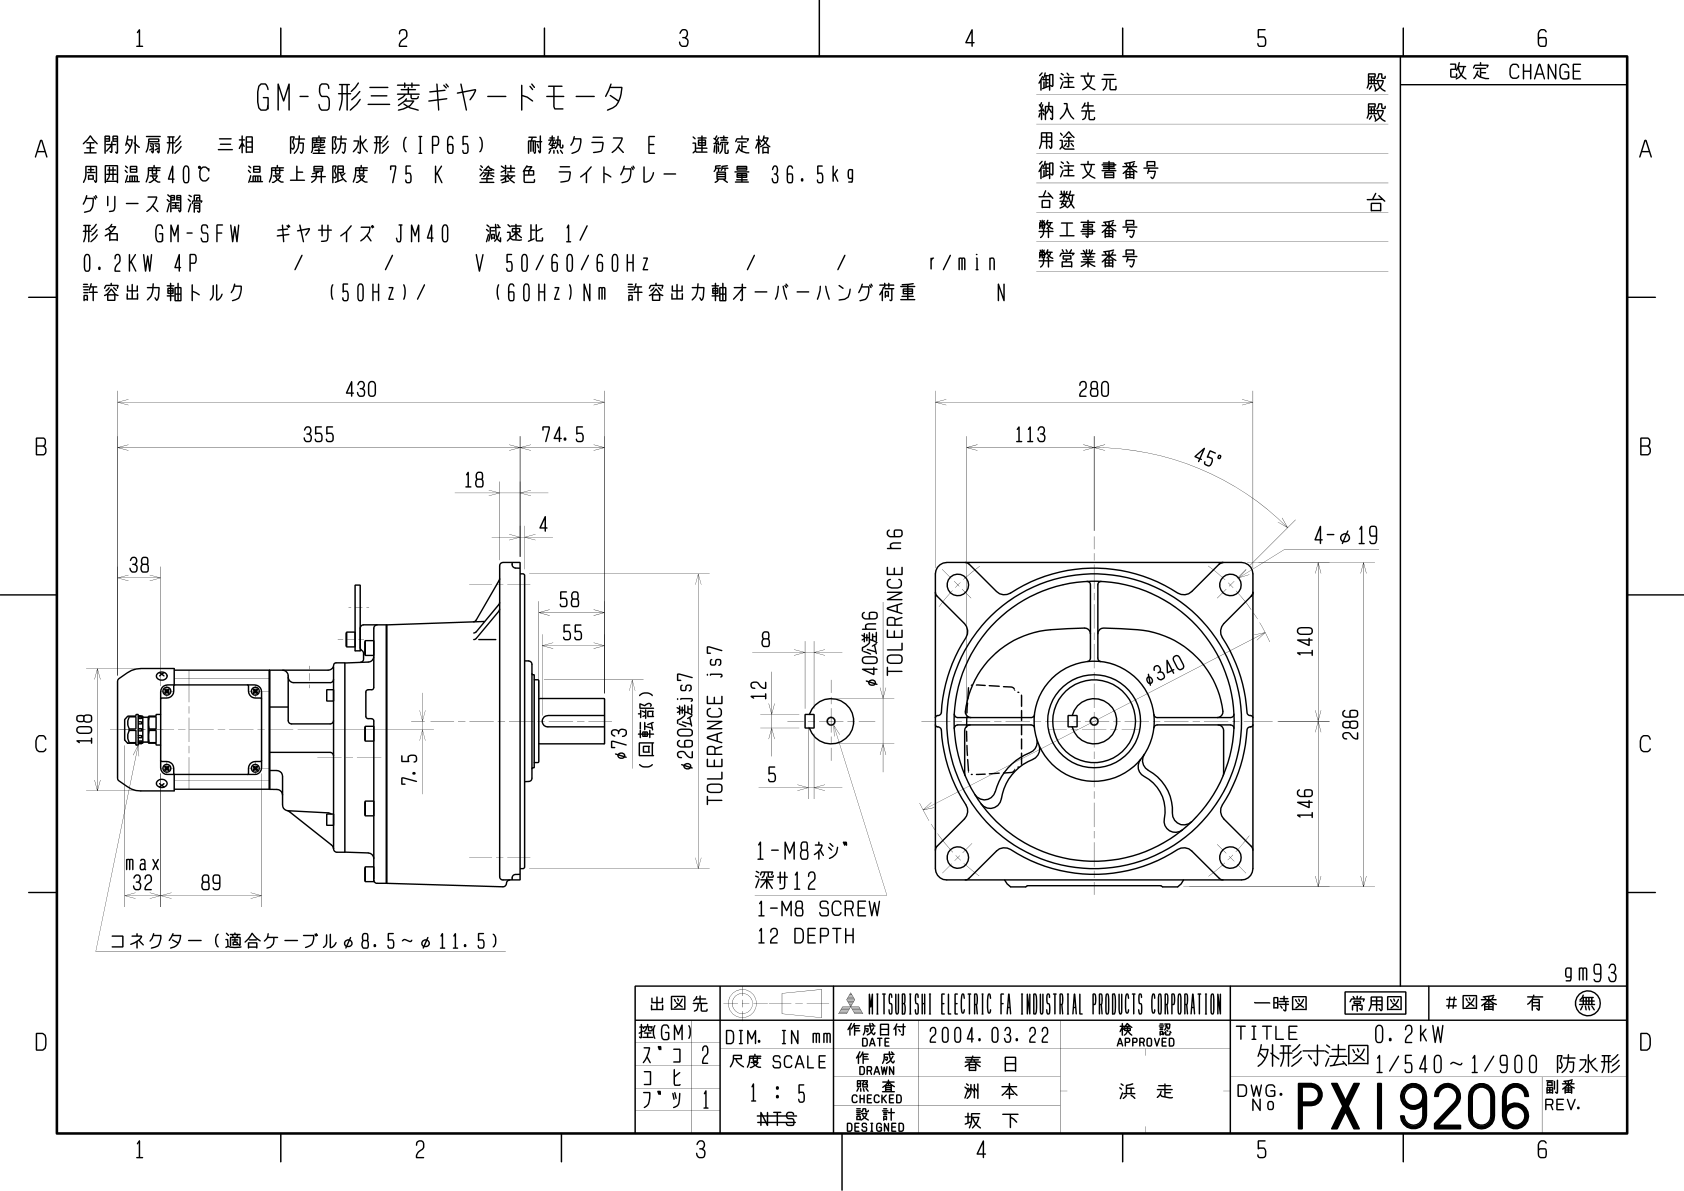 1 2 3 4 5 6
改定 CHANGE
GM-S形三菱ギヤードモータ
全閉外扇形 三相 防塵防水形(IP65) 耐熱クラス E 連続定格
周囲温度40℃ 温度上昇限度 75 K 塗装色 ライトグレー 質量 36.5kg
グリース潤滑
形名 GM-SFW ギヤサイズ JM40 減速比 1/
0.2KW 4P / / V 50/60/60Hz / / r/min
許容出力軸トルク (50Hz)/ (60Hz)Nm 許容出力軸オーバーハング荷重 N
御注文元 殿
納入先 殿
用途
御注文書番号
台数 台
弊工事番号
弊営業番号
A A
B B
C C
D D
430
355
74.5
18
4
38
58
55
108
7.5
φ73
(回転部)
φ260公差js7
TOLERANCE js7
max
32
89
コネクター(適合ケーブルφ8.5~φ11.5)
8
12
5
φ40公差h6
TOLERANCE h6
1-M8ネジ
深サ12
1-M8 SCREW
12 DEPTH
280
113
45°
4-φ19
φ340
140
146
286
gm93
出図先
控(GM)
ズコ 2
コヒ
ブツ 1
DIM. IN mm
尺度 SCALE
1 : 5
NTS
MITSUBISHI ELECTRIC FA INDUSTRIAL PRODUCTS CORPORATION
作成日付
DATE
2004.03.22
検 認
APPROVED
作 成
DRAWN
春 日
照 査
CHECKED
洲 本
浜 走
設 計
DESIGNED
坂 下
一時図 常用図 #図番 有 無
TITLE 0.2kW
外形寸法図 1/540~1/900 防水形
DWG.
No
PX19206
副番
REV.
1 2 3 4 5 6